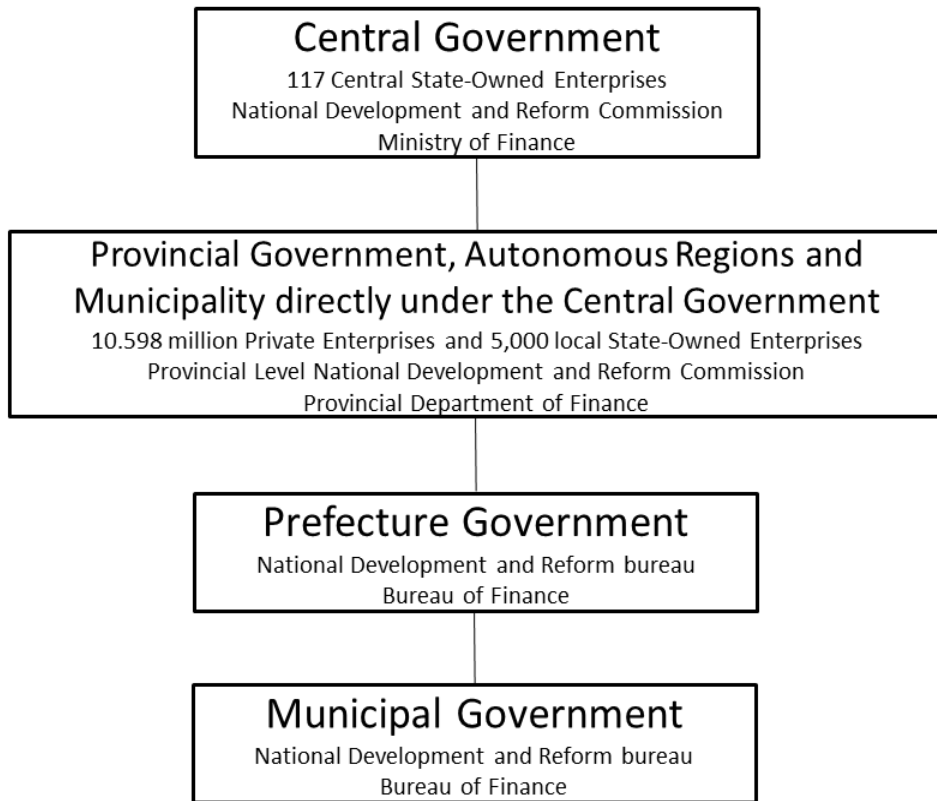 Central Government
117 Central State-Owned Enterprises
National Development and Reform Commission
Ministry of Finance
Provincial Government, Autonomous Regions and
Municipality directly under the Central Government
10.598 million Private Enterprises and 5,000 local State-Owned Enterprises
Provincial Level National Development and Reform Commission
Provincial Department of Finance
Prefecture Government
National Development and Reform bureau
Bureau of Finance
Municipal Government
National Development and Reform bureau
Bureau of Finance